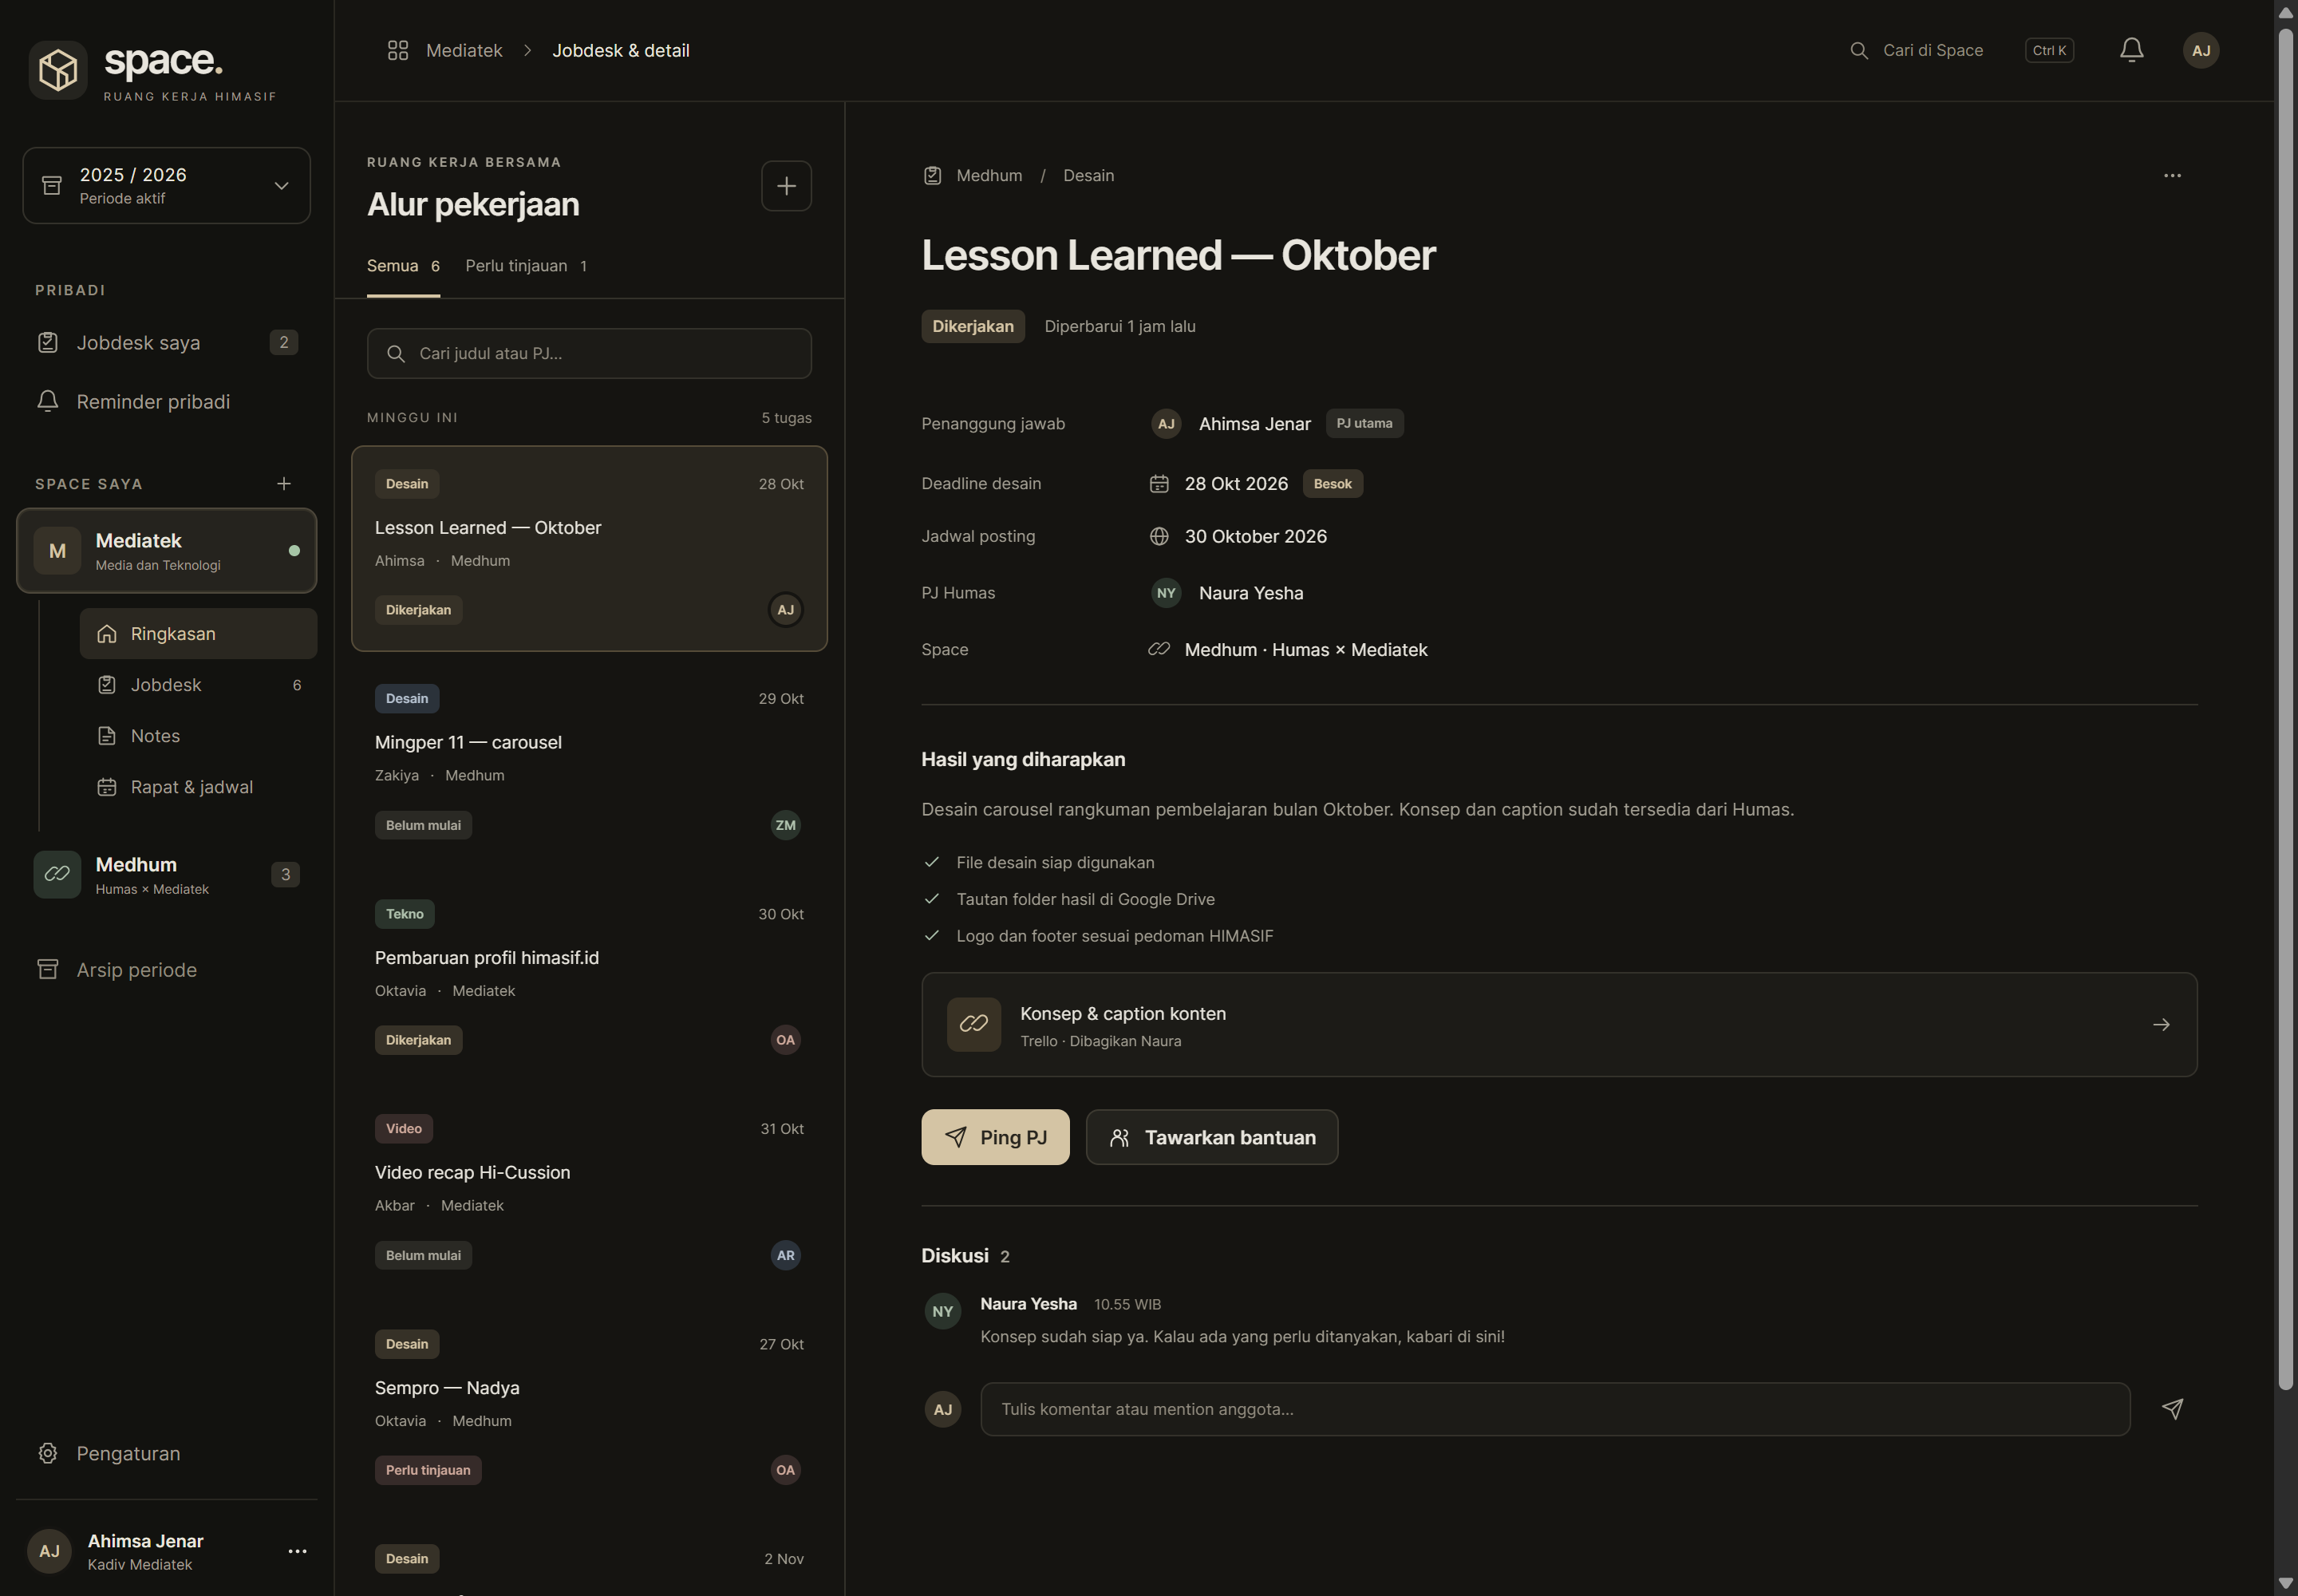 space.
RUANG KERJA HIMASIF
2025 / 2026
Periode aktif
PRIBADI
Jobdesk saya 2
Reminder pribadi
SPACE SAYA
M
Mediatek
Media dan Teknologi
Ringkasan
Jobdesk 6
Notes
Rapat & jadwal
Medhum
Humas × Mediatek
3
Arsip periode
Pengaturan
AJ
Ahimsa Jenar
Kadiv Mediatek
Mediatek > Jobdesk & detail
Cari di Space Ctrl K
AJ
RUANG KERJA BERSAMA
Alur pekerjaan
Semua 6 Perlu tinjauan 1
Cari judul atau PJ...
MINGGU INI 5 tugas
Desain 28 Okt
Lesson Learned — Oktober
Ahimsa · Medhum
Dikerjakan AJ
Desain 29 Okt
Mingper 11 — carousel
Zakiya · Medhum
Belum mulai ZM
Tekno 30 Okt
Pembaruan profil himasif.id
Oktavia · Mediatek
Dikerjakan OA
Video 31 Okt
Video recap Hi-Cussion
Akbar · Mediatek
Belum mulai AR
Desain 27 Okt
Sempro — Nadya
Oktavia · Medhum
Perlu tinjauan OA
Desain 2 Nov
Medhum / Desain
Lesson Learned — Oktober
Dikerjakan Diperbarui 1 jam lalu
Penanggung jawab AJ Ahimsa Jenar PJ utama
Deadline desain 28 Okt 2026 Besok
Jadwal posting 30 Oktober 2026
PJ Humas NY Naura Yesha
Space Medhum · Humas × Mediatek
Hasil yang diharapkan
Desain carousel rangkuman pembelajaran bulan Oktober. Konsep dan caption sudah tersedia dari Humas.
File desain siap digunakan
Tautan folder hasil di Google Drive
Logo dan footer sesuai pedoman HIMASIF
Konsep & caption konten
Trello · Dibagikan Naura
Ping PJ Tawarkan bantuan
Diskusi 2
NY Naura Yesha 10.55 WIB
Konsep sudah siap ya. Kalau ada yang perlu ditanyakan, kabari di sini!
AJ Tulis komentar atau mention anggota...